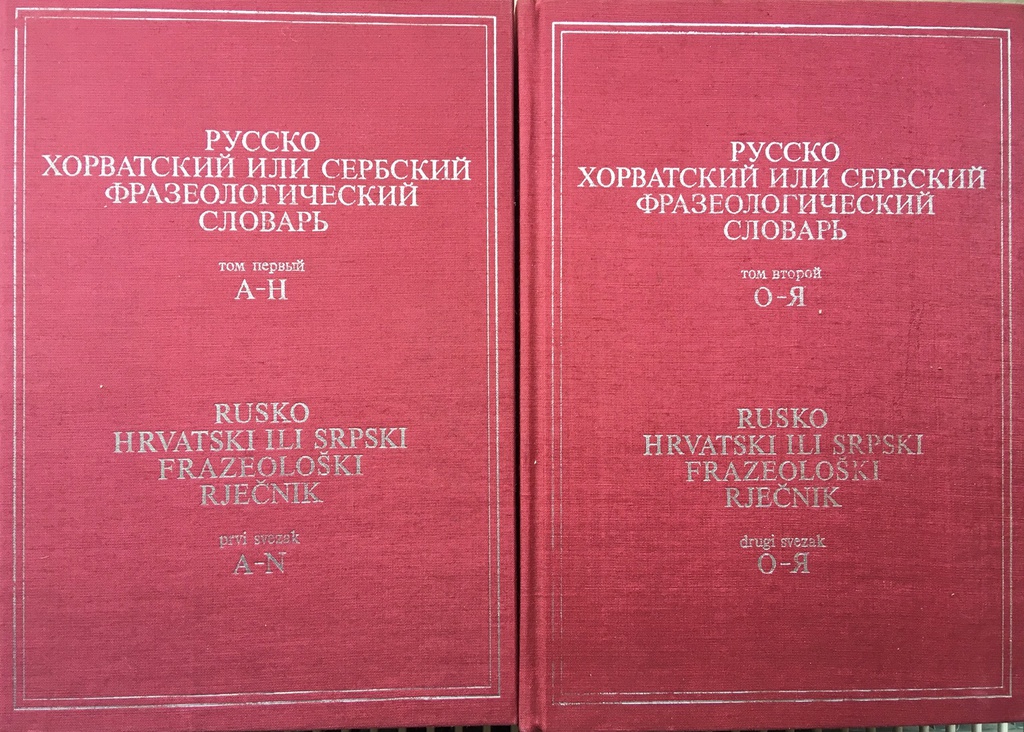 РУССКО
ХОРВАТСКИЙ ИЛИ СЕРБСКИЙ
ФРАЗЕОЛОГИЧЕСКИЙ
СЛОВАРЬ
том первый
А-Н
RUSKO
HRVATSKI ILI SRPSKI
FRAZEOLOŠKI
RJEČNIK
prvi svezak
A-N
РУССКО
ХОРВАТСКИЙ ИЛИ СЕРБСКИЙ
ФРАЗЕОЛОГИЧЕСКИЙ
СЛОВАРЬ
том второй
О-Я
RUSKO
HRVATSKI ILI SRPSKI
FRAZEOLOŠKI
RJEČNIK
drugi svezak
О-Я